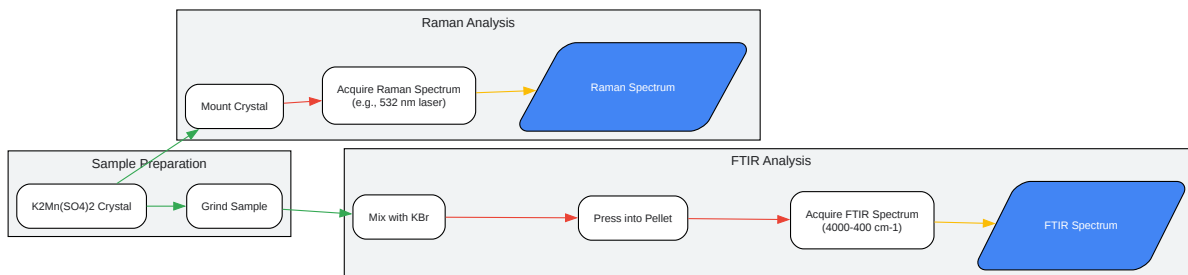 Raman Analysis
Mount Crystal
Acquire Raman Spectrum
(e.g., 532 nm laser)
Raman Spectrum
Sample Preparation
K2Mn(SO4)2 Crystal
Grind Sample
FTIR Analysis
Mix with KBr
Press into Pellet
Acquire FTIR Spectrum
(4000-400 cm-1)
FTIR Spectrum